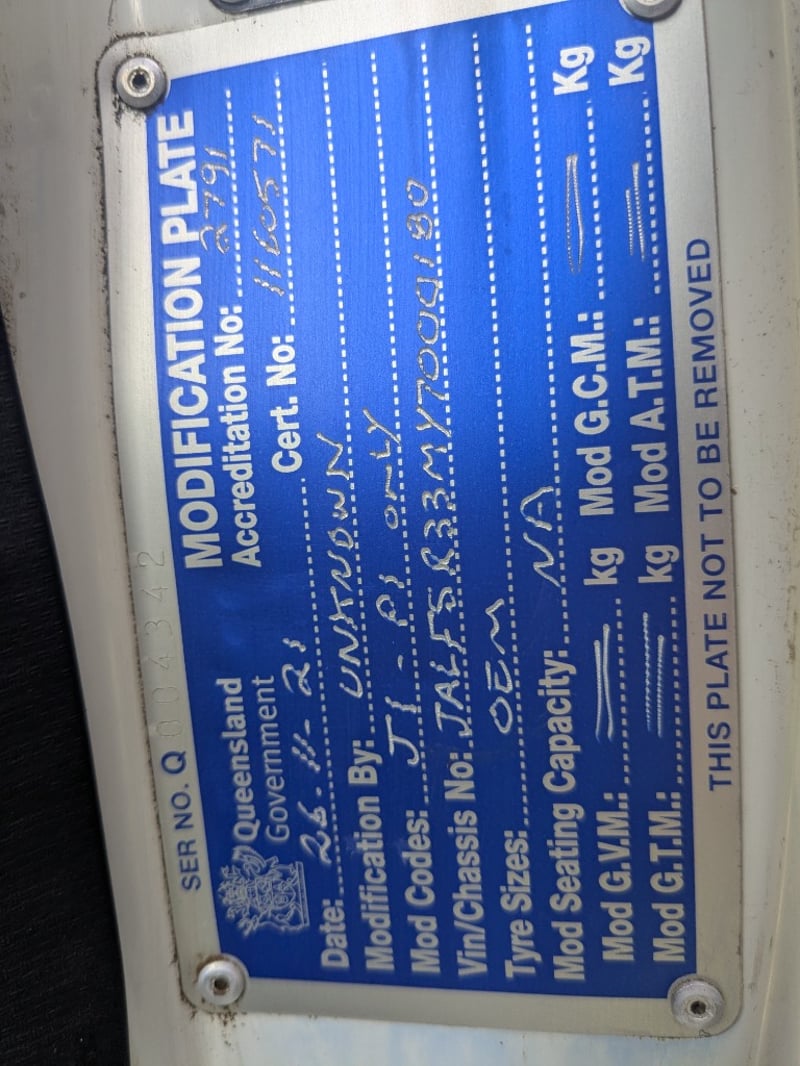 SER NO. Q 004342
Queensland Government
MODIFICATION PLATE
Accreditation No: 2791
Date: 26-11-21 Cert. No: 1160571
Modification By: UNKNOWN
Mod Codes: J1 - P1 ONLY
Vin/Chassis No: JALFSR33MY7000180
Tyre Sizes: OEM
Mod Seating Capacity: NA
Mod G.V.M.: kg Mod G.C.M.: Kg
Mod G.T.M.: kg Mod A.T.M.: Kg
THIS PLATE NOT TO BE REMOVED